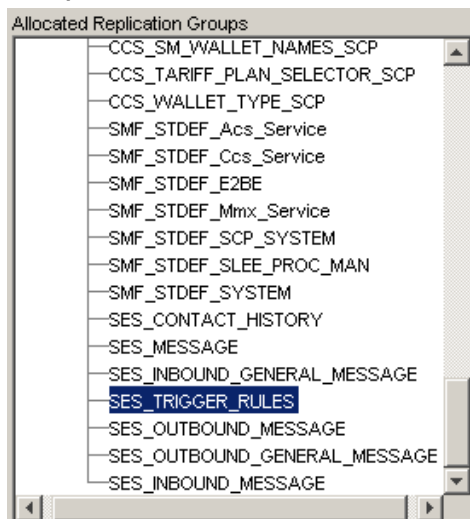 Allocated Replication Groups
CCS_SM_WALLET_NAMES_SCP
CCS_TARIFF_PLAN_SELECTOR_SCP
CCS_WALLET_TYPE_SCP
SMF_STDEF_Acs_Service
SMF_STDEF_Ccs_Service
SMF_STDEF_E2BE
SMF_STDEF_Mmx_Service
SMF_STDEF_SCP_SYSTEM
SMF_STDEF_SLEE_PROC_MAN
SMF_STDEF_SYSTEM
SES_CONTACT_HISTORY
SES_MESSAGE
SES_INBOUND_GENERAL_MESSAGE
SES_TRIGGER_RULES
SES_OUTBOUND_MESSAGE
SES_OUTBOUND_GENERAL_MESSAGE
SES_INBOUND_MESSAGE